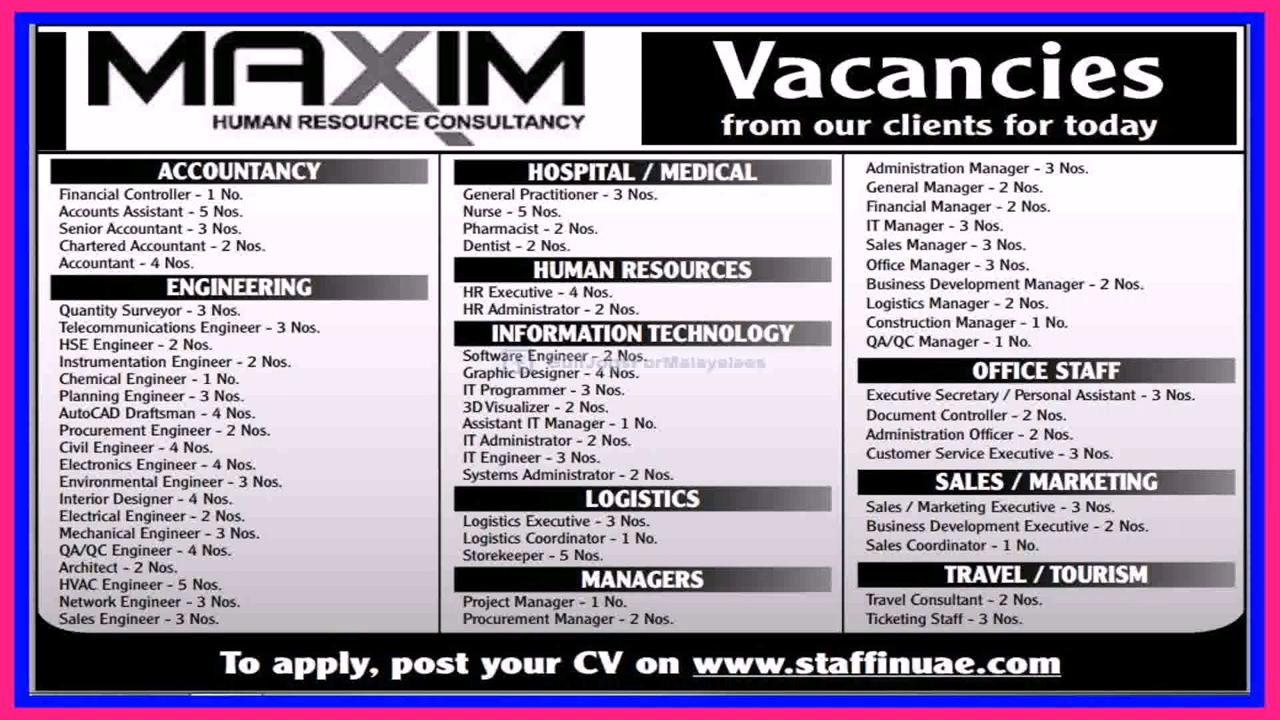 MAXIM
HUMAN RESOURCE CONSULTANCY
Vacancies
from our clients for today
ACCOUNTANCY
Financial Controller - 1 No.
Accounts Assistant - 5 Nos.
Senior Accountant - 3 Nos.
Chartered Accountant - 2 Nos.
Accountant - 4 Nos.
ENGINEERING
Quantity Surveyor - 3 Nos.
Telecommunications Engineer - 3 Nos.
HSE Engineer - 2 Nos.
Instrumentation Engineer - 2 Nos.
Chemical Engineer - 1 No.
Planning Engineer - 3 Nos.
AutoCAD Draftsman - 4 Nos.
Procurement Engineer - 2 Nos.
Civil Engineer - 4 Nos.
Electronics Engineer - 4 Nos.
Environmental Engineer - 3 Nos.
Interior Designer - 4 Nos.
Electrical Engineer - 2 Nos.
Mechanical Engineer - 3 Nos.
QA/QC Engineer - 4 Nos.
Architect - 2 Nos.
HVAC Engineer - 5 Nos.
Network Engineer - 3 Nos.
Sales Engineer - 3 Nos.
HOSPITAL / MEDICAL
General Practitioner - 3 Nos.
Nurse - 5 Nos.
Pharmacist - 2 Nos.
Dentist - 2 Nos.
HUMAN RESOURCES
HR Executive - 4 Nos.
HR Administrator - 2 Nos.
INFORMATION TECHNOLOGY
Software Engineer - 2 Nos.
GulfJobsForMalayalees
Graphic Designer - 4 Nos.
IT Programmer - 3 Nos.
3D Visualizer - 2 Nos.
Assistant IT Manager - 1 No.
IT Administrator - 2 Nos.
IT Engineer - 3 Nos.
Systems Administrator - 2 Nos.
LOGISTICS
Logistics Executive - 3 Nos.
Logistics Coordinator - 1 No.
Storekeeper - 5 Nos.
MANAGERS
Project Manager - 1 No.
Procurement Manager - 2 Nos.
Administration Manager - 3 Nos.
General Manager - 2 Nos.
Financial Manager - 2 Nos.
IT Manager - 3 Nos.
Sales Manager - 3 Nos.
Office Manager - 3 Nos.
Business Development Manager - 2 Nos.
Logistics Manager - 2 Nos.
Construction Manager - 1 No.
QA/QC Manager - 1 No.
OFFICE STAFF
Executive Secretary / Personal Assistant - 3 Nos.
Document Controller - 2 Nos.
Administration Officer - 2 Nos.
Customer Service Executive - 3 Nos.
SALES / MARKETING
Sales / Marketing Executive - 3 Nos.
Business Development Executive - 2 Nos.
Sales Coordinator - 1 No.
TRAVEL / TOURISM
Travel Consultant - 2 Nos.
Ticketing Staff - 3 Nos.
To apply, post your CV on www.staffinuae.com